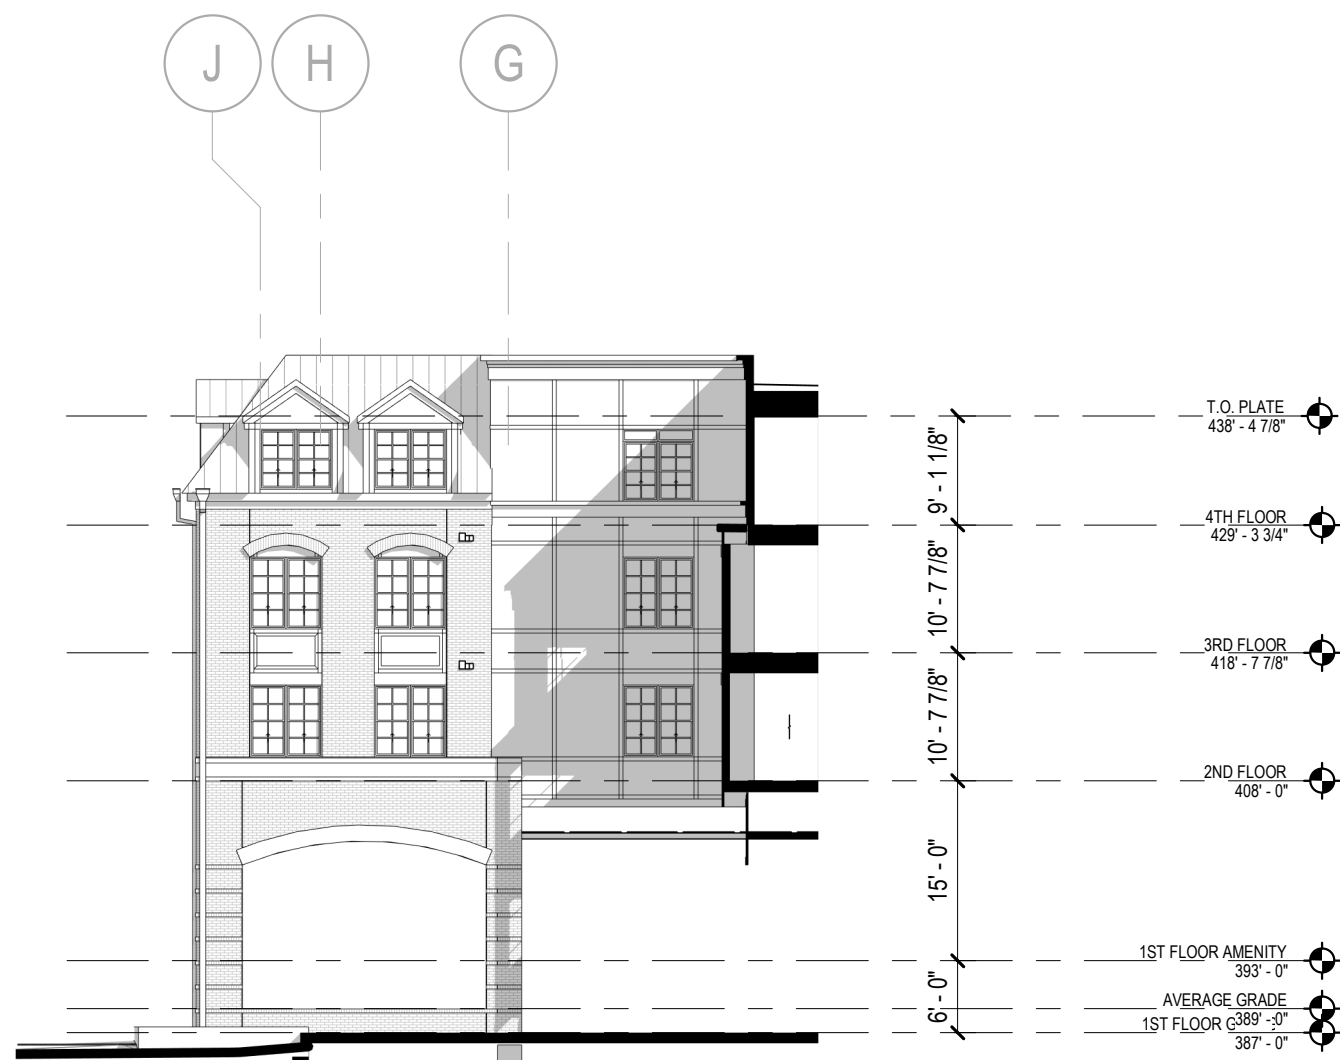 J H G
T.O. PLATE
438' - 4 7/8"
9' - 1 1/8"
4TH FLOOR
429' - 3 3/4"
10' - 7 7/8"
3RD FLOOR
418' - 7 7/8"
10' - 7 7/8"
2ND FLOOR
408' - 0"
15' - 0"
1ST FLOOR AMENITY
393' - 0"
6' - 0"
AVERAGE GRADE
389' - 0"
1ST FLOOR
387' - 0"